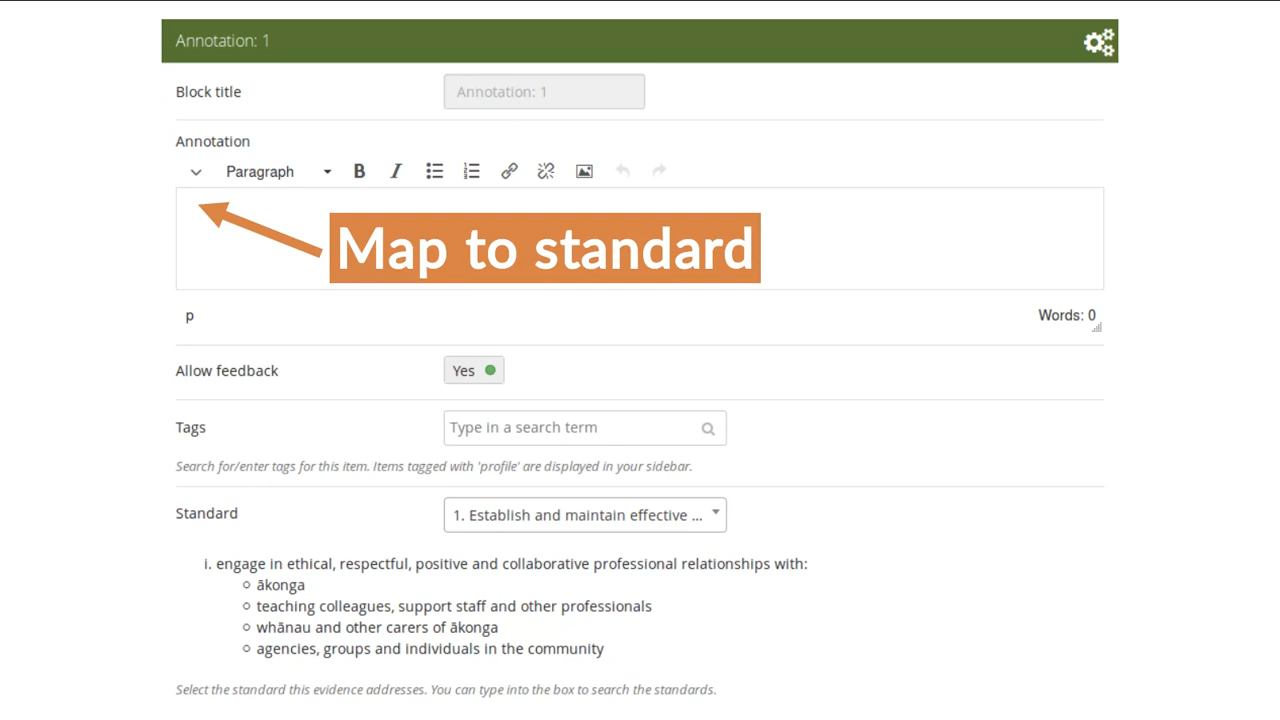 Annotation: 1
Block title
Annotation: 1
Annotation
Paragraph
B I
Map to standard
p
Words: 0
Allow feedback
Yes
Tags
Type in a search term
Search for/enter tags for this item. Items tagged with 'profile' are displayed in your sidebar.
Standard
1. Establish and maintain effective ...
i. engage in ethical, respectful, positive and collaborative professional relationships with:
ākonga
teaching colleagues, support staff and other professionals
whānau and other carers of ākonga
agencies, groups and individuals in the community
Select the standard this evidence addresses. You can type into the box to search the standards.